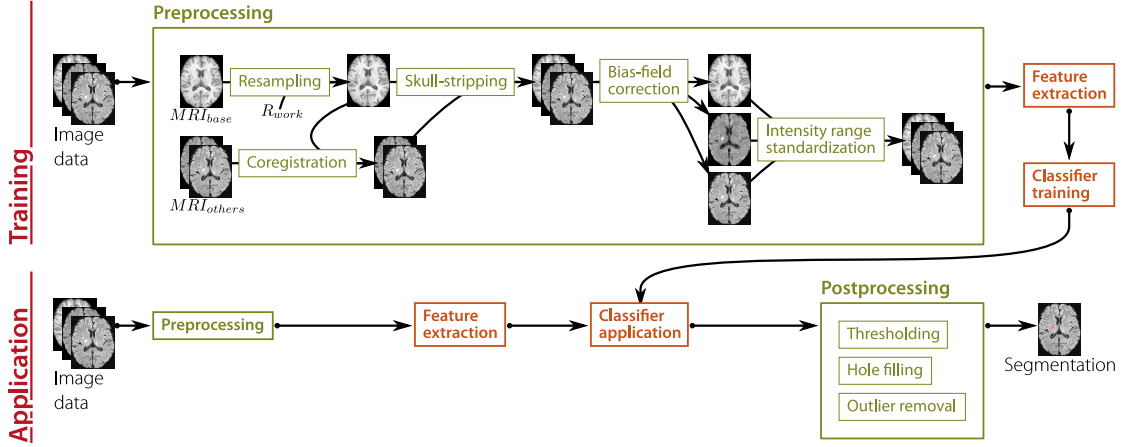 Training
Preprocessing
Image
data
MRI_base
Resampling
R_work
Skull-stripping
Bias-field
correction
MRI_others
Coregistration
Intensity range
standardization
Feature
extraction
Classifier
training
Application
Image
data
Preprocessing
Feature
extraction
Classifier
application
Postprocessing
Thresholding
Hole filling
Outlier removal
Segmentation